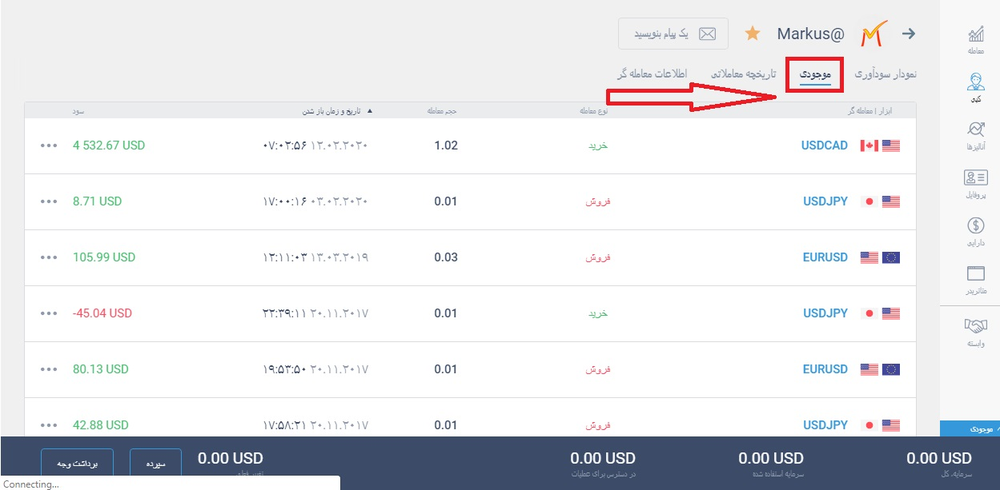 Markus@
یک پیام بنویسید
نمودار سودآوری
موجودی
تاریخچه معاملاتی
اطلاعات معامله گر
ابزار | معامله گر
نوع معامله
حجم معامله
تاریخ و زمان باز شدن
سود
USDCAD خرید 1.02 ۱۲.۰۲.۲۰۲۰ ۰۷:۰۲:۵۶ 4 532.67 USD
USDJPY فروش 0.01 ۰۳.۰۲.۲۰۲۰ ۱۷:۰۰:۱۶ 8.71 USD
EURUSD فروش 0.03 ۱۳.۰۳.۲۰۱۹ ۱۲:۱۱:۰۳ 105.99 USD
USDJPY خرید 0.01 ۲۰.۱۱.۲۰۱۷ ۲۲:۳۹:۱۱ -45.04 USD
EURUSD فروش 0.01 ۲۰.۱۱.۲۰۱۷ ۱۹:۵۳:۵۰ 80.13 USD
USDJPY فروش 0.01 ۲۰.۱۱.۲۰۱۷ ۱۷:۵۸:۲۱ 42.88 USD
معامله
کپی
آنالیزها
پروفایل
دارایی
متاتریدر
وابسته
موجودی
0.00 USD
سرمایه، کل
0.00 USD
سرمایه استفاده شده
0.00 USD
در دسترس برای عملیات
0.00 USD
سپرده
برداشت وجه
Connecting...